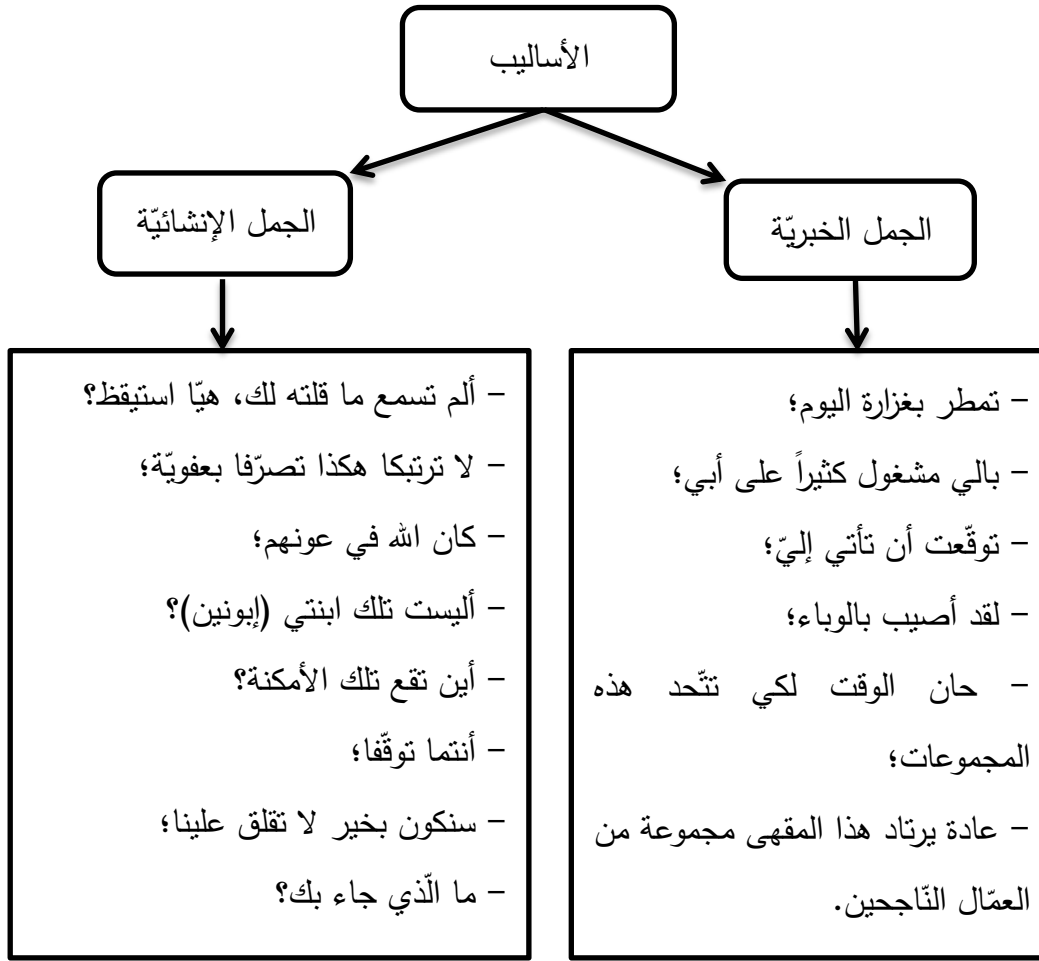 الأساليب
الجمل الخبريّة
الجمل الإنشائيّة
– تمطر بغزارة اليوم؛
– بالي مشغول كثيراً على أبي؛
– توقّعت أن تأتي إليّ؛
– لقد أصيب بالوباء؛
– حان الوقت لكي تتّحد هذه
المجموعات؛
– عادة يرتاد هذا المقهى مجموعة من
العمّال النّاجحين.
– ألم تسمع ما قلته لك، هيّا استيقظ؟
– لا ترتبكا هكذا تصرّفا بعفويّة؛
– كان الله في عونهم؛
– أليست تلك ابنتي (إبونين)؟
– أين تقع تلك الأمكنة؟
– أنتما توقّفا؛
– سنكون بخير لا تقلق علينا؛
– ما الّذي جاء بك؟